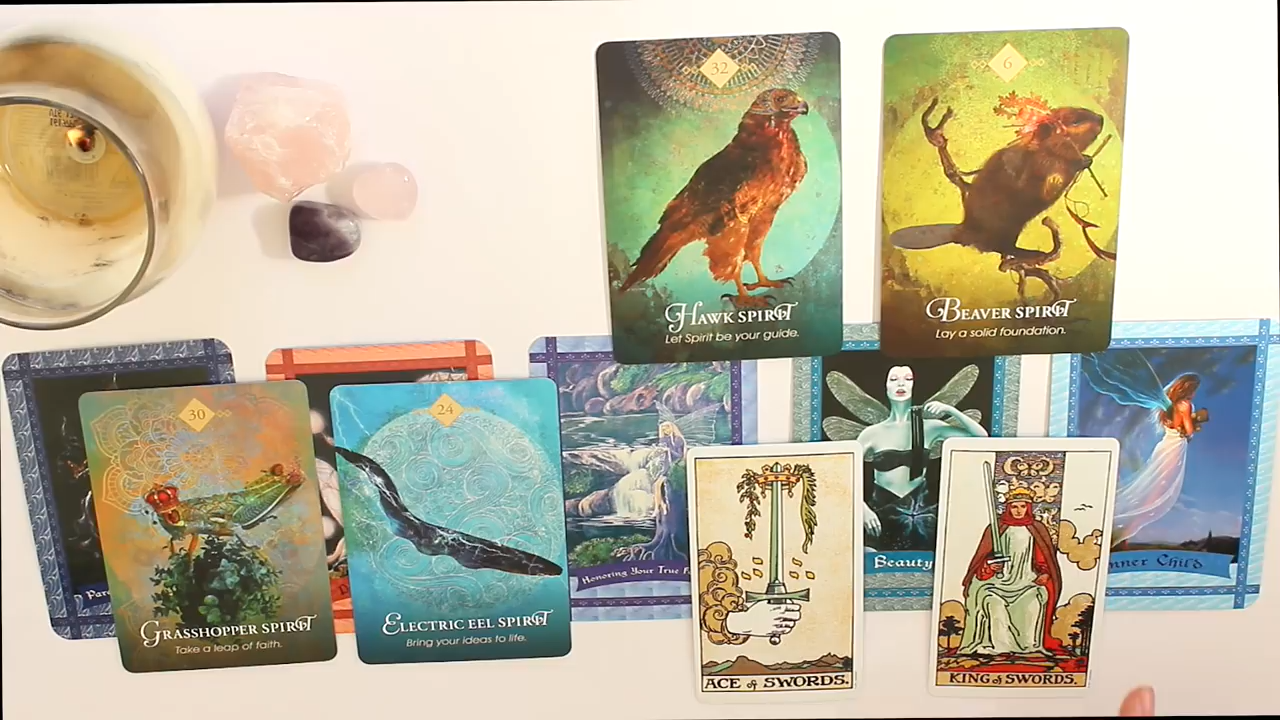 32
HAWK SPIRIT
Let Spirit be your guide.
6
BEAVER SPIRIT
Lay a solid foundation.
30
GRASSHOPPER SPIRIT
Take a leap of faith.
24
ELECTRIC EEL SPIRIT
Bring your ideas to life.
Honoring Your True
Beauty
Child
ACE of SWORDS.
KING of SWORDS.